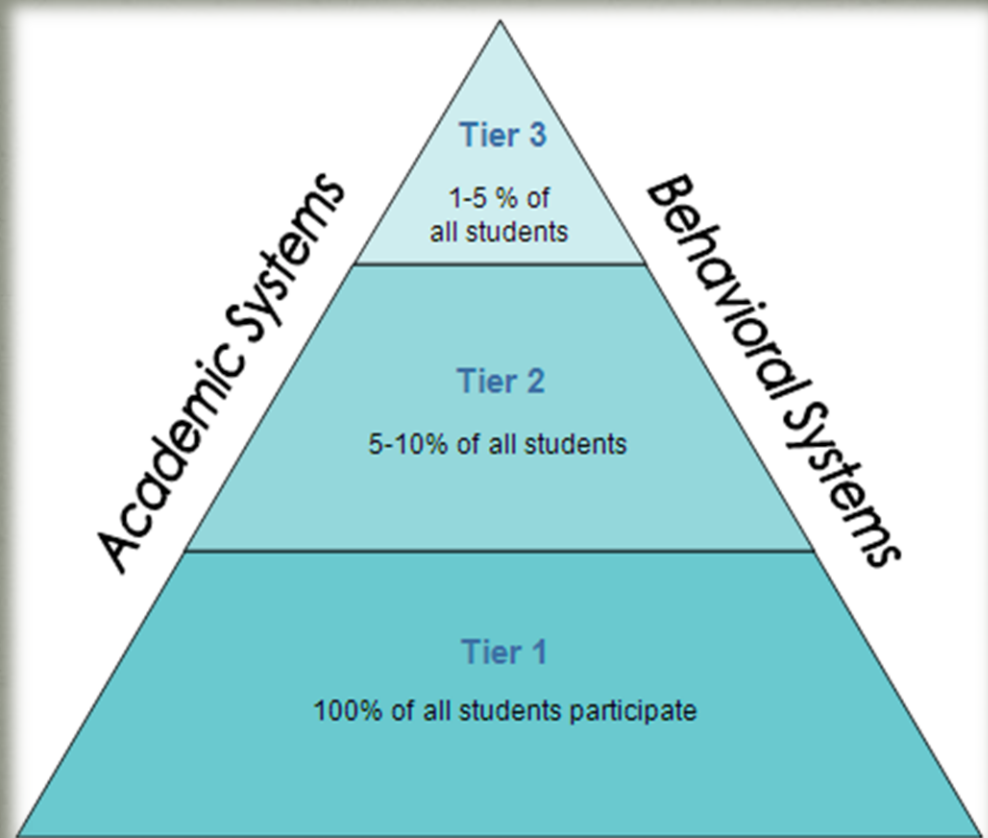 Tier 3
1-5 % of
all students
Academic Systems
Behavioral Systems
Tier 2
5-10% of all students
Tier 1
100% of all students participate